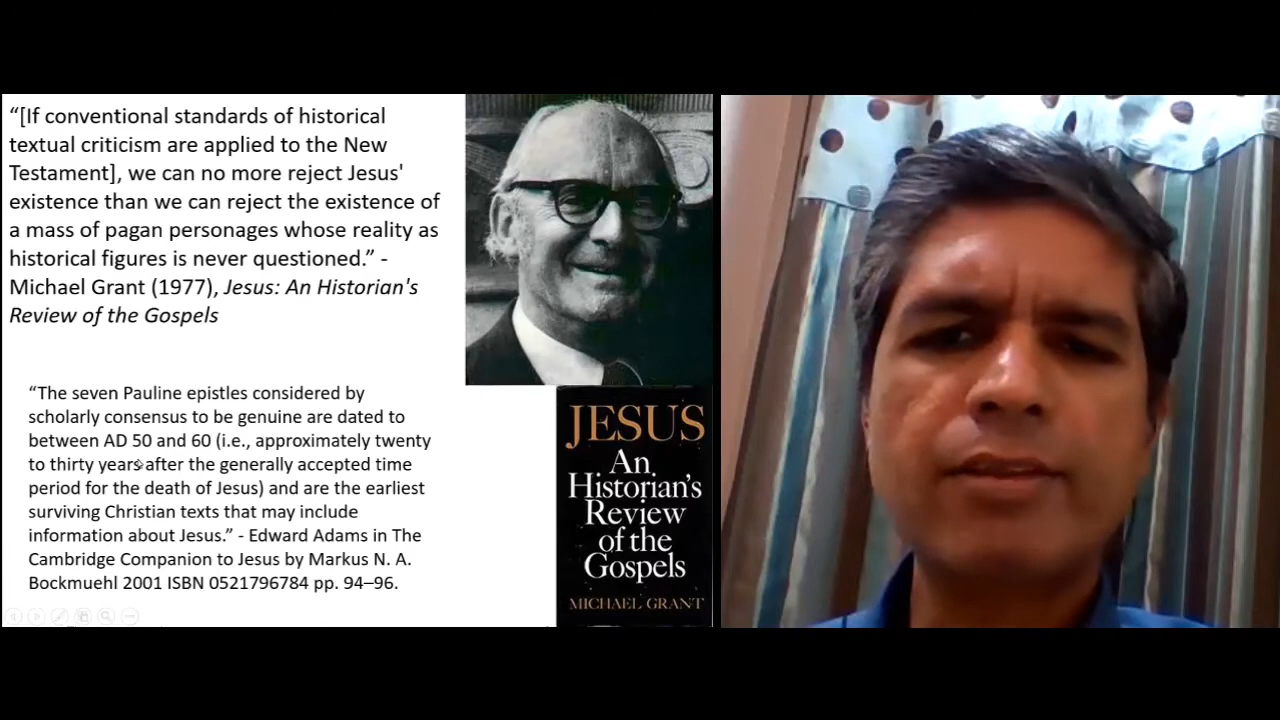 “[If conventional standards of historical
textual criticism are applied to the New
Testament], we can no more reject Jesus'
existence than we can reject the existence of
a mass of pagan personages whose reality as
historical figures is never questioned.” -
Michael Grant (1977), Jesus: An Historian's
Review of the Gospels
“The seven Pauline epistles considered by
scholarly consensus to be genuine are dated to
between AD 50 and 60 (i.e., approximately twenty
to thirty years after the generally accepted time
period for the death of Jesus) and are the earliest
surviving Christian texts that may include
information about Jesus.” - Edward Adams in The
Cambridge Companion to Jesus by Markus N. A.
Bockmuehl 2001 ISBN 0521796784 pp. 94–96.
JESUS
An
Historian's
Review
of the
Gospels
MICHAEL GRANT